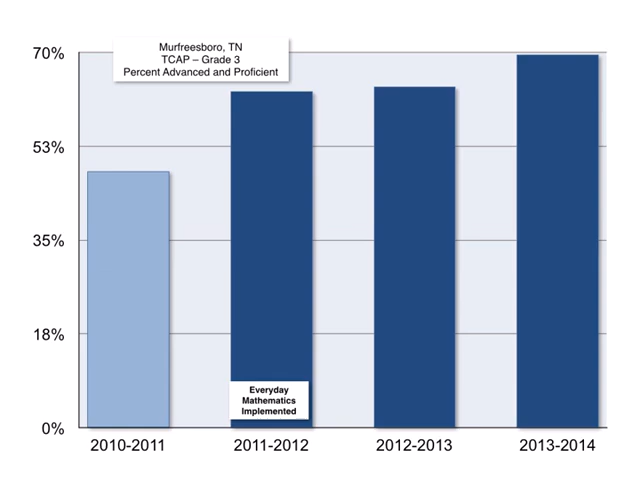 Murfreesboro, TN
TCAP – Grade 3
Percent Advanced and Proficient
70%
53%
35%
18%
0%
Everyday
Mathematics
Implemented
2010-2011
2011-2012
2012-2013
2013-2014